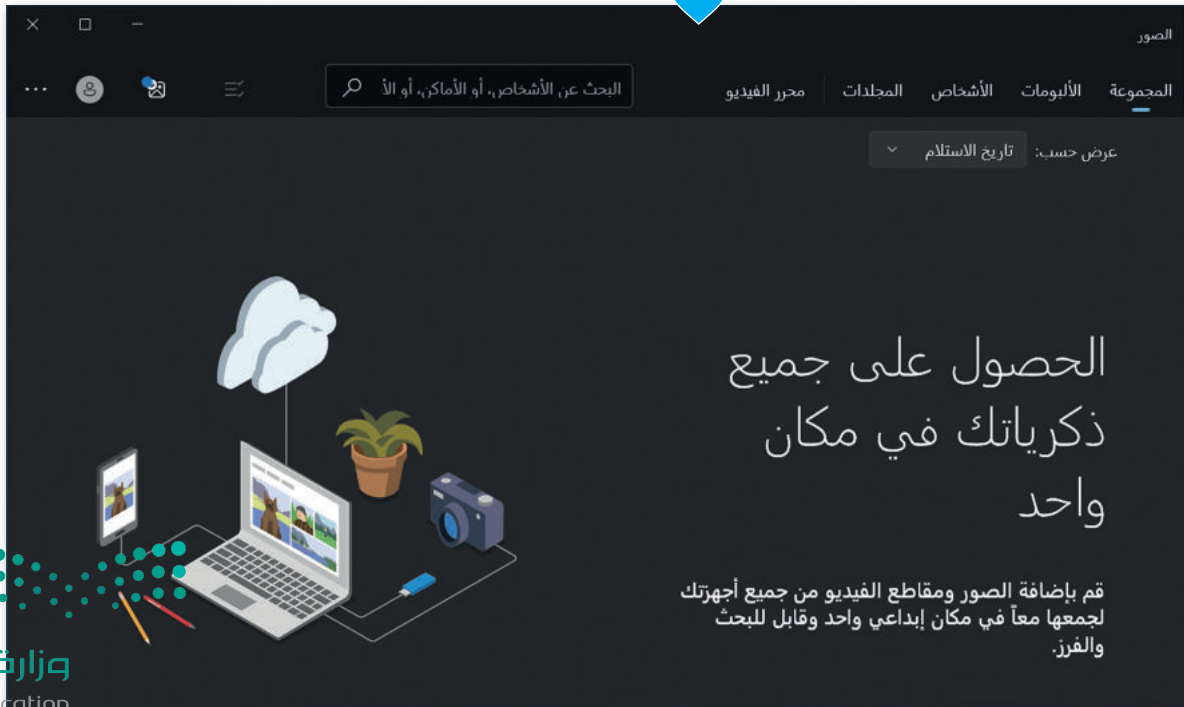 الصور
المجموعة الألبومات الأشخاص المجلدات محرر الفيديو البحث عن الأشخاص، أو الأماكن، أو الأ
عرض حسب: تاريخ الاستلام
الحصول على جميع
ذكرياتك في مكان
واحد
قم بإضافة الصور ومقاطع الفيديو من جميع أجهزتك
لجمعها معاً في مكان إبداعي واحد وقابل للبحث
والفرز.
وزارة